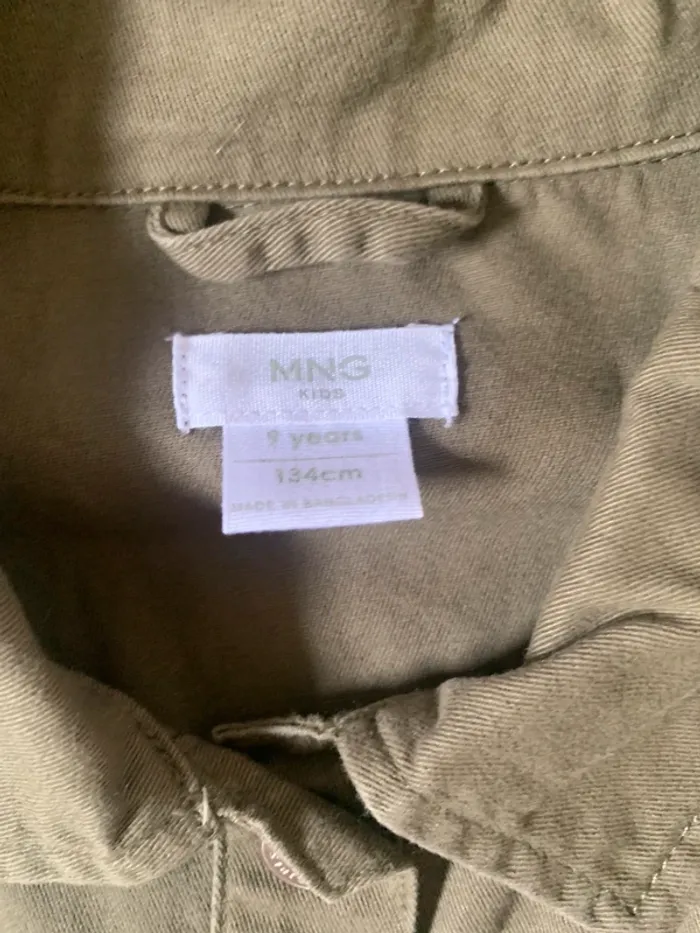 MNG
KIDS
9 years
134cm
MADE IN BANGLADESH